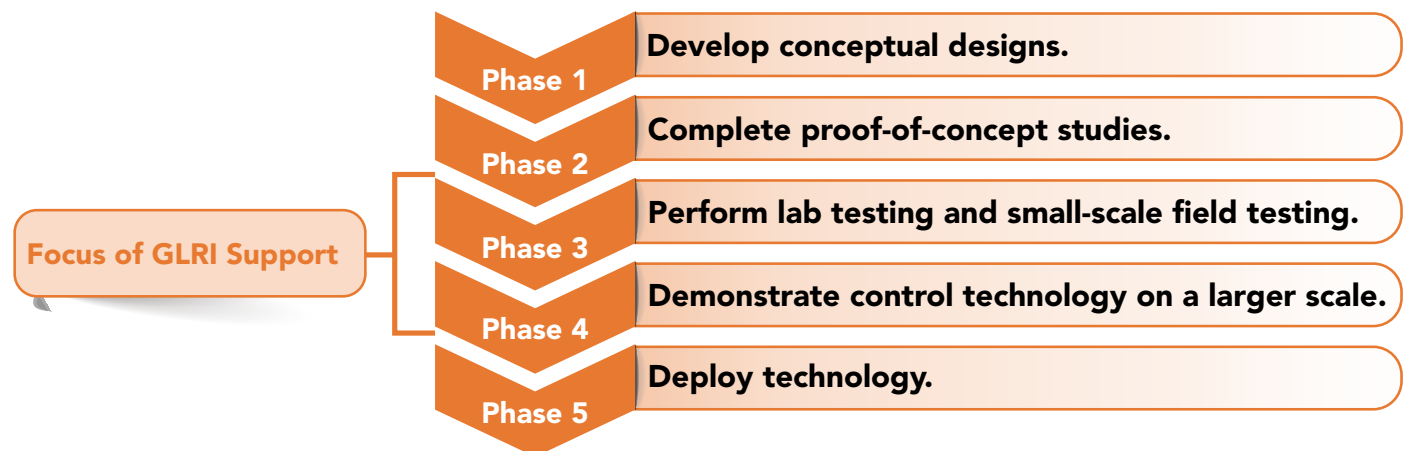 Phase 1
Develop conceptual designs.
Phase 2
Complete proof-of-concept studies.
Focus of GLRI Support
Phase 3
Perform lab testing and small-scale field testing.
Phase 4
Demonstrate control technology on a larger scale.
Phase 5
Deploy technology.